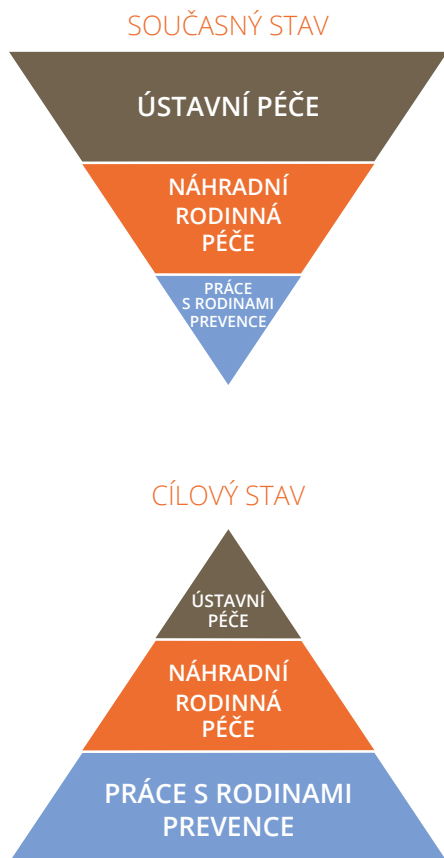 SOUČASNÝ STAV
ÚSTAVNÍ PÉČE
NÁHRADNÍ
RODINNÁ
PÉČE
PRÁCE
S RODINAMI
PREVENCE
CÍLOVÝ STAV
ÚSTAVNÍ
PÉČE
NÁHRADNÍ
RODINNÁ
PÉČE
PRÁCE S RODINAMI
PREVENCE